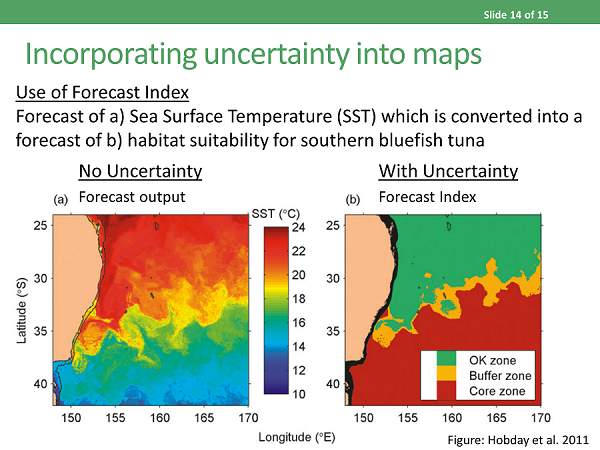 Slide 14 of 15
Incorporating uncertainty into maps
Use of Forecast Index
Forecast of a) Sea Surface Temperature (SST) which is converted into a
forecast of b) habitat suitability for southern bluefish tuna
No Uncertainty
With Uncertainty
(a) Forecast output
(b) Forecast Index
SST (°C)
25
30
35
40
Latitude (°S)
150
155
160
165
170
24
22
20
18
16
14
12
10
25
30
35
40
OK zone
Buffer zone
Core zone
150
155
160
165
170
Longitude (°E)
Figure: Hobday et al. 2011